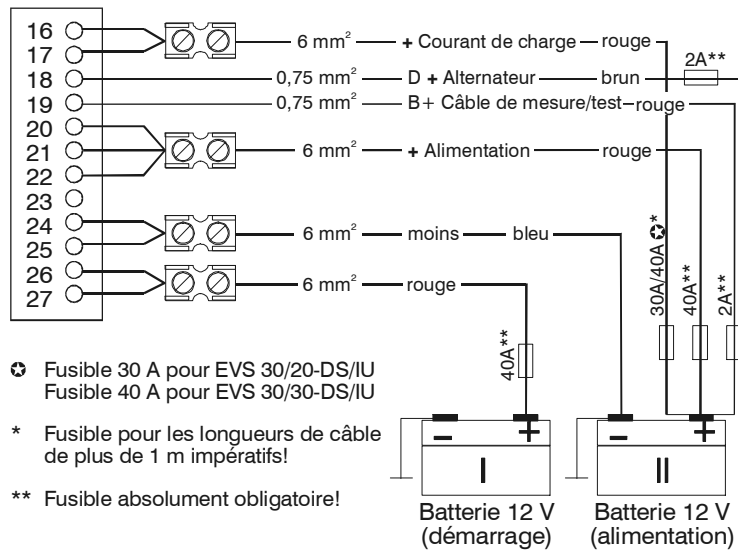 16
17
18
19
20
21
22
23
24
25
26
27
6 mm² + Courant de charge rouge
2A**
0,75 mm² D + Alternateur brun
0,75 mm² B+ Câble de mesure/test rouge
6 mm² + Alimentation rouge
6 mm² moins bleu
6 mm² rouge
30A/40A ✪*
40A**
2A**
40A**
✪ Fusible 30 A pour EVS 30/20-DS/IU
Fusible 40 A pour EVS 30/30-DS/IU
* Fusible pour les longueurs de câble
de plus de 1 m impératifs!
** Fusible absolument obligatoire!
– +
I
Batterie 12 V
(démarrage)
– +
II
Batterie 12 V
(alimentation)